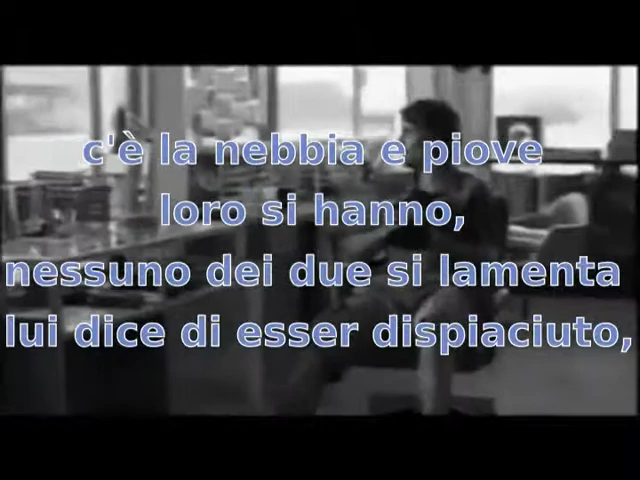 c'è la nebbia e piove
loro si hanno,
nessuno dei due si lamenta
lui dice di esser dispiaciuto,